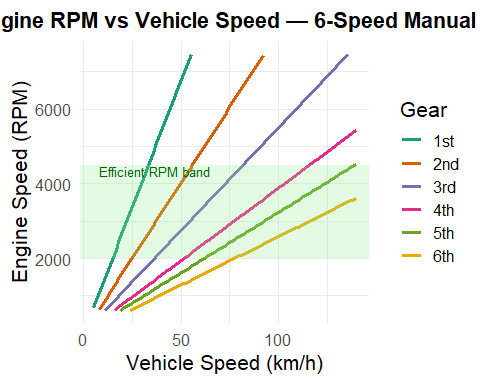 gine RPM vs Vehicle Speed — 6-Speed Manual
Engine Speed (RPM)
6000
4000
2000
Efficient RPM band
0
50
100
Vehicle Speed (km/h)
Gear
1st
2nd
3rd
4th
5th
6th